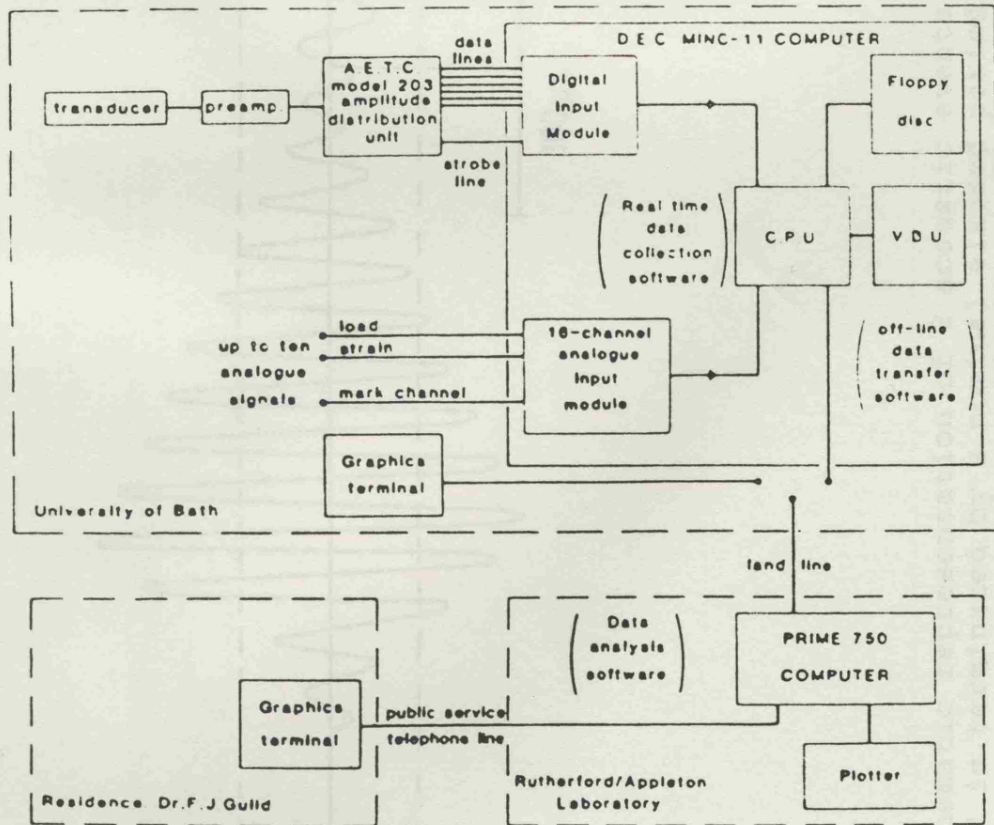 DEC MINC-11 COMPUTER
data
lines
A.E.T.C.
model 203
amplitude
distribution
unit
transducer
preamp.
strobe
line
Digital
Input
Module
Floppy
disc
(Real time
data
collection
software)
C.P.U
V D U
up to ten
analogue
signals
load
strain
mark channel
16-channel
analogue
Input
module
(off-line
data
transfer
software)
Graphics
terminal
University of Bath
land line
(Data
analysis
software)
PRIME 750
COMPUTER
Graphics
terminal
public service
telephone line
Plotter
Residence Dr.F.J Guild
Rutherford/Appleton
Laboratory